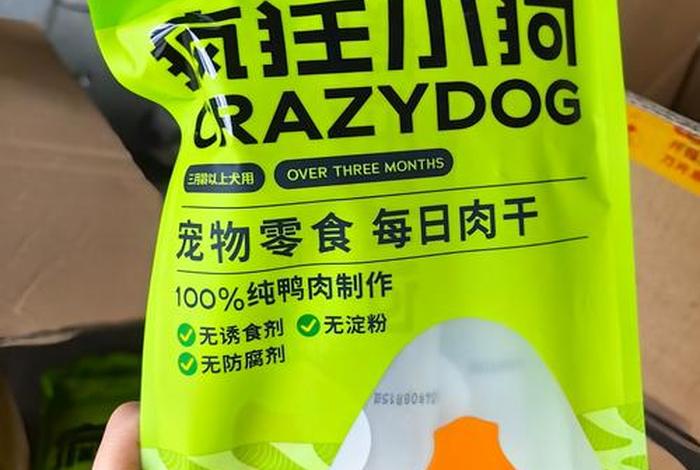 疯狂小狗
CRAZYDOG
三月龄以上犬用
OVER THREE MONTHS
宠物零食 每日肉干
100%纯鸭肉制作
无诱食剂
无淀粉
无防腐剂